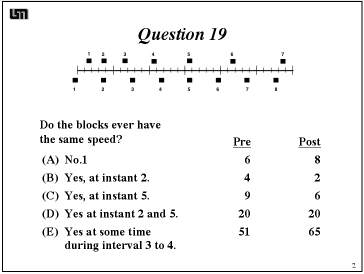 Question 19
1 2 3 4 5 6 7
1 2 3 4 5 6 7 8
Do the blocks ever have
the same speed? Pre Post
(A) No.1 6 8
(B) Yes, at instant 2. 4 2
(C) Yes, at instant 5. 9 6
(D) Yes at instant 2 and 5. 20 20
(E) Yes at some time 51 65
during interval 3 to 4.
2